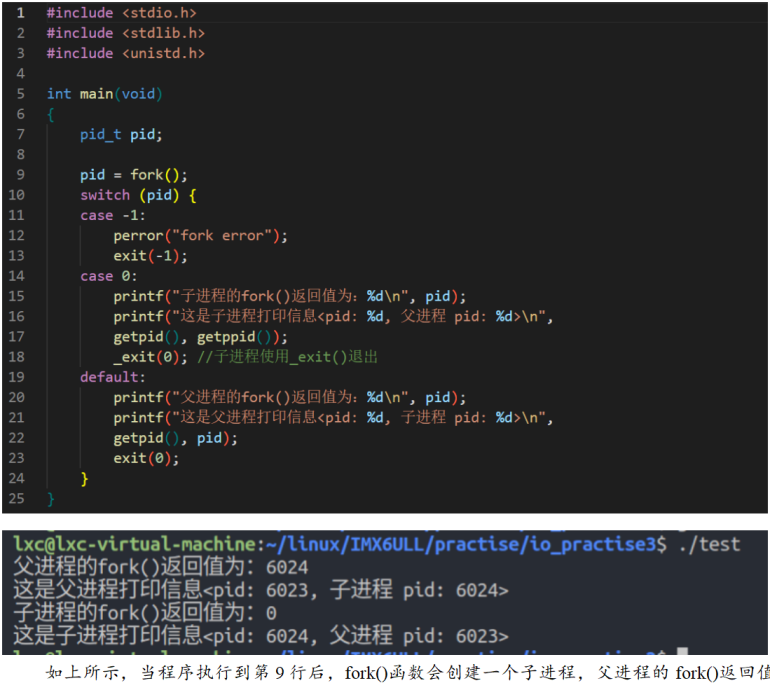 1 #include <stdio.h>
2 #include <stdlib.h>
3 #include <unistd.h>
4
5 int main(void)
6 {
7     pid_t pid;
8
9     pid = fork();
10     switch (pid) {
11     case -1:
12         perror("fork error");
13         exit(-1);
14     case 0:
15         printf("子进程的fork()返回值为: %d\n", pid);
16         printf("这是子进程打印信息<pid: %d, 父进程 pid: %d>\n",
17         getpid(), getppid());
18         _exit(0); //子进程使用_exit()退出
19     default:
20         printf("父进程的fork()返回值为: %d\n", pid);
21         printf("这是父进程打印信息<pid: %d, 子进程 pid: %d>\n",
22         getpid(), pid);
23         exit(0);
24     }
25 }
lxc@lxc-virtual-machine:~/linux/IMX6ULL/practise/io_practise3$ ./test
父进程的fork()返回值为: 6024
这是父进程打印信息<pid: 6023, 子进程 pid: 6024>
子进程的fork()返回值为: 0
这是子进程打印信息<pid: 6024, 父进程 pid: 6023>
如上所示，当程序执行到第 9 行后，fork()函数会创建一个子进程，父进程的 fork()返回值